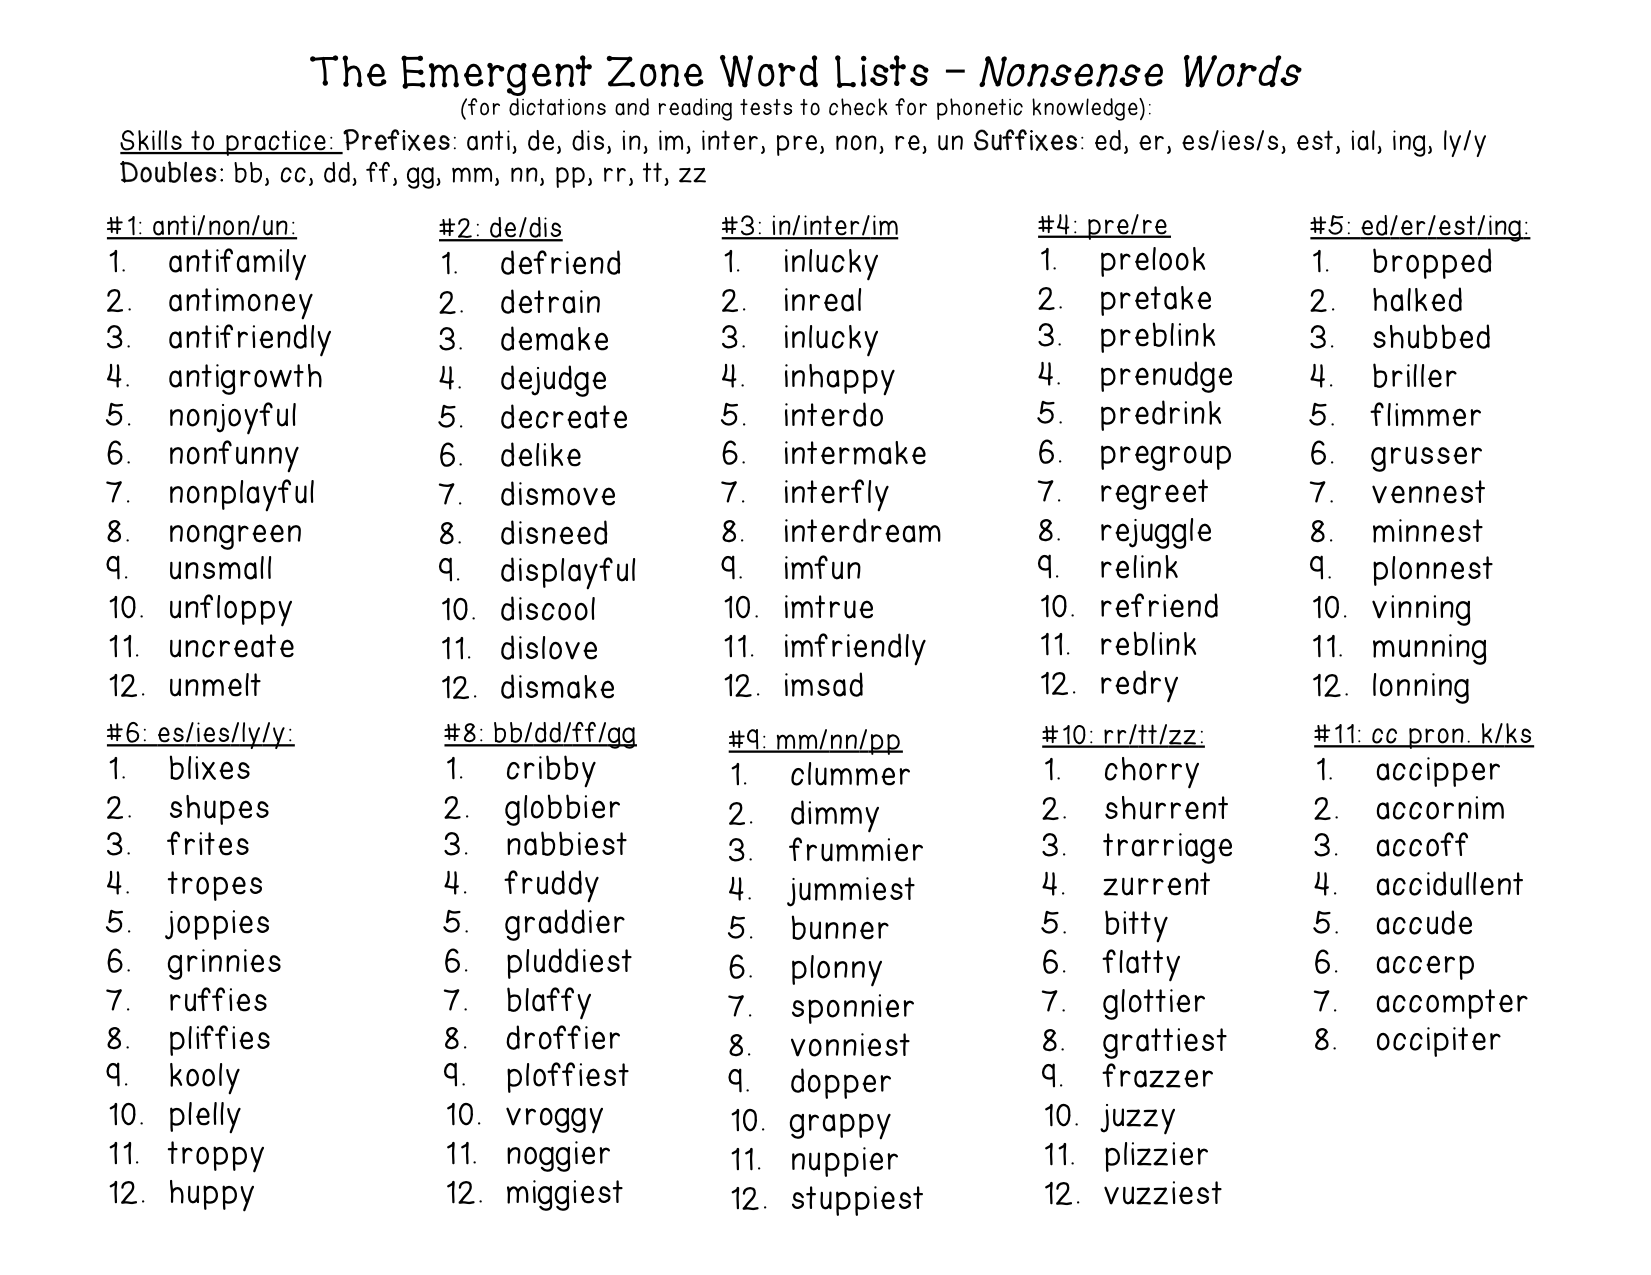 The Emergent Zone Word Lists – Nonsense Words
(for dictations and reading tests to check for phonetic knowledge):
Skills to practice: Prefixes: anti, de, dis, in, im, inter, pre, non, re, un Suffixes: ed, er, es/ies/s, est, ial, ing, ly/y
Doubles: bb, cc, dd, ff, gg, mm, nn, pp, rr, tt, zz
#1: anti/non/un:
1. antifamily
2. antimoney
3. antifriendly
4. antigrowth
5. nonjoyful
6. nonfunny
7. nonplayful
8. nongreen
9. unsmall
10. unfloppy
11. uncreate
12. unmelt
#2: de/dis
1. defriend
2. detrain
3. demake
4. dejudge
5. decreate
6. delike
7. dismove
8. disneed
9. displayful
10. discool
11. dislove
12. dismake
#3: in/inter/im
1. inlucky
2. inreal
3. inlucky
4. inhappy
5. interdo
6. intermake
7. interfly
8. interdream
9. imfun
10. imtrue
11. imfriendly
12. imsad
#4: pre/re
1. prelook
2. pretake
3. preblink
4. prenudge
5. predrink
6. pregroup
7. regreet
8. rejuggle
9. relink
10. refriend
11. reblink
12. redry
#5: ed/er/est/ing:
1. bropped
2. halked
3. shubbed
4. briller
5. flimmer
6. grusser
7. vennest
8. minnest
9. plonnest
10. vinning
11. munning
12. lonning
#6: es/ies/ly/y:
1. blixes
2. shupes
3. frites
4. tropes
5. joppies
6. grinnies
7. ruffies
8. pliffies
9. kooly
10. plelly
11. troppy
12. huppy
#8: bb/dd/ff/gg
1. cribby
2. globbier
3. nabbiest
4. fruddy
5. graddier
6. pluddiest
7. blaffy
8. droffier
9. ploffiest
10. vroggy
11. noggier
12. miggiest
#9: mm/nn/pp
1. clummer
2. dimmy
3. frummier
4. jummiest
5. bunner
6. plonny
7. sponnier
8. vonniest
9. dopper
10. grappy
11. nuppier
12. stuppiest
#10: rr/tt/zz:
1. chorry
2. shurrent
3. trarriage
4. zurrent
5. bitty
6. flatty
7. glottier
8. grattiest
9. frazzer
10. juzzy
11. plizzier
12. vuzziest
#11: cc pron. k/ks
1. accipper
2. accornim
3. accoff
4. accidullent
5. accude
6. accerp
7. accompter
8. occipiter